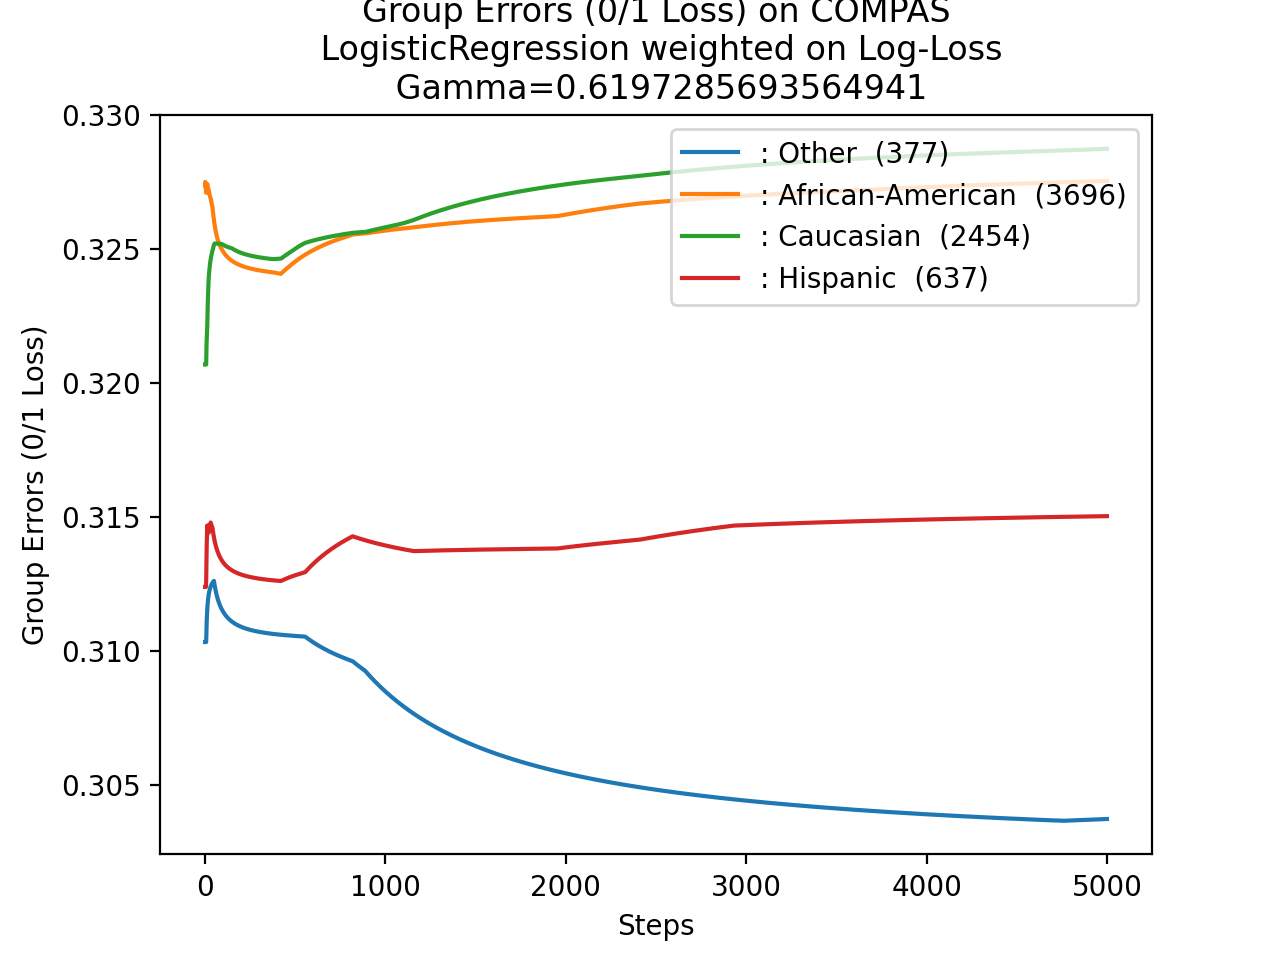 Group Errors (0/1 Loss) on COMPAS
LogisticRegression weighted on Log-Loss
Gamma=0.6197285693564941
0.330
0.325
0.320
0.315
0.310
0.305
Group Errors (0/1 Loss)
: Other (377)
: African-American (3696)
: Caucasian (2454)
: Hispanic (637)
0 1000 2000 3000 4000 5000
Steps